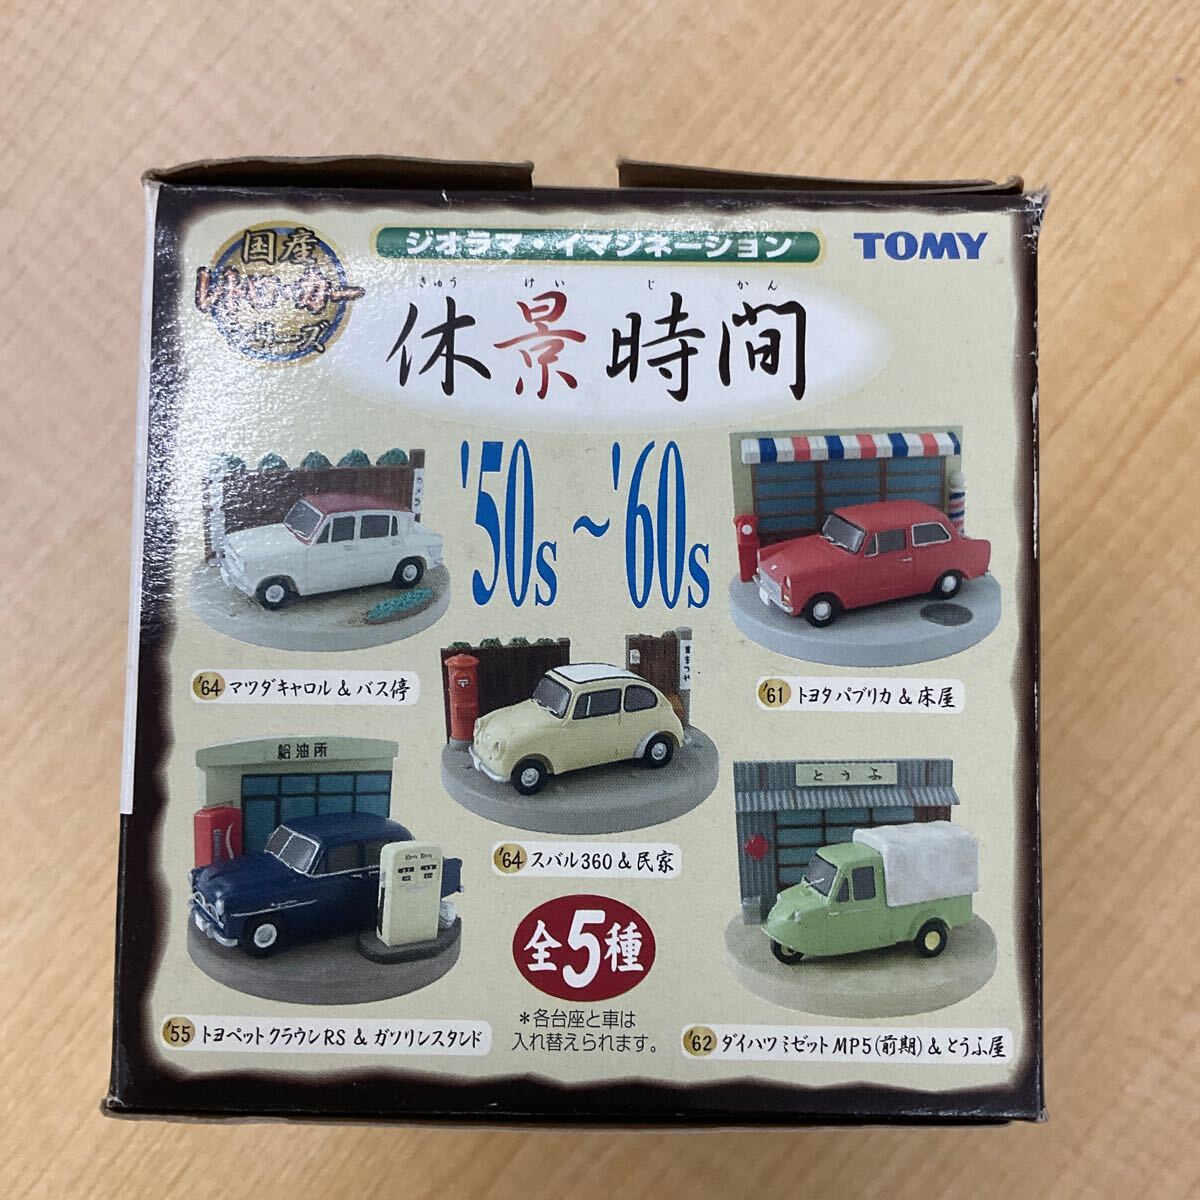 国産
レトロ・カー
シリーズ
ジオラマ・イマジネーション
TOMY
きゅう けい じ かん
休景時間
'50s～'60s
カメラ
'64 マツダキャロル & バス停
'61 トヨタパブリカ & 床屋
給油所
とうふ
'64 スバル360 & 民家
全5種
*各台座と車は
入れ替えられます。
'55 トヨペットクラウンRS & ガソリンスタンド
'62 ダイハツミゼットMP5(前期) & とうふ屋